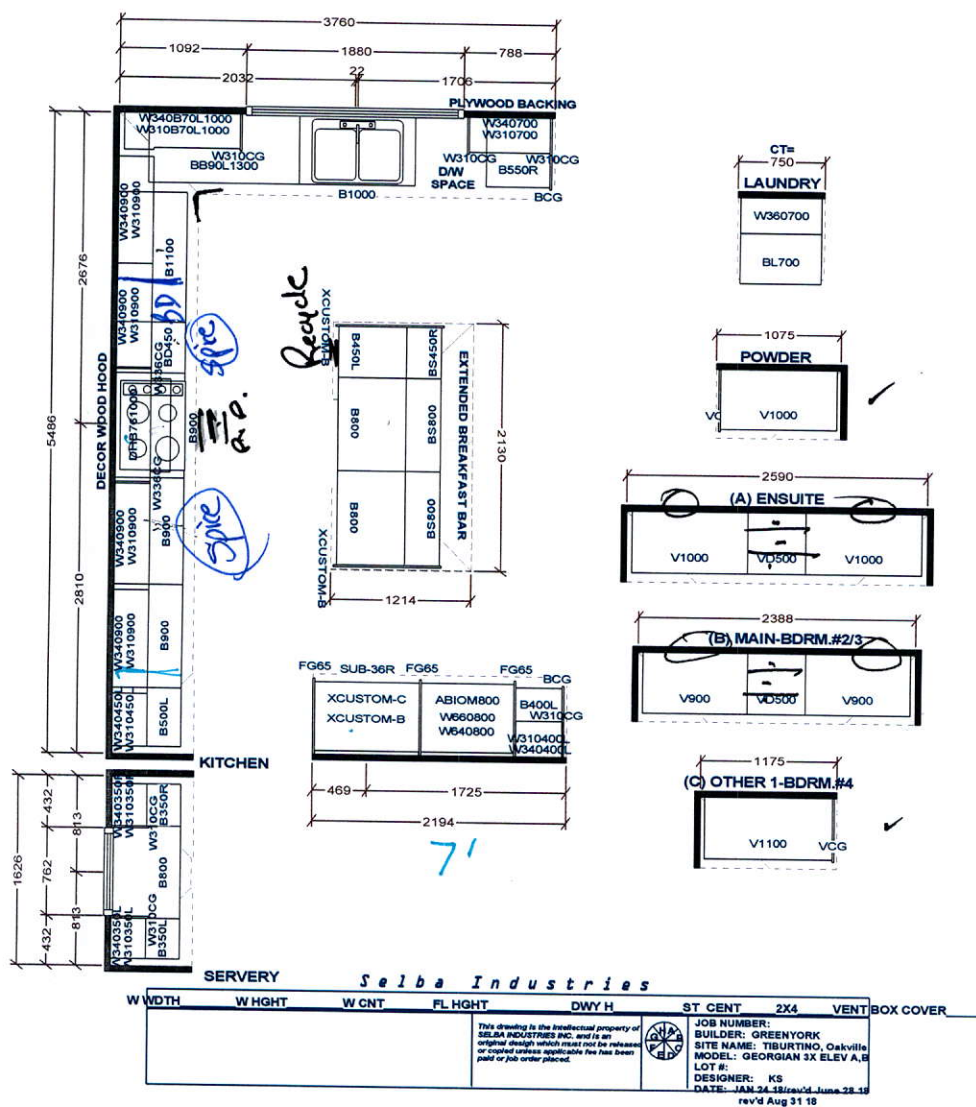 3760
1092
1880
788
2032
22
1706
PLYWOOD BACKING
W340B70L1000
W310B70L1000
W310CG
BB90L1300
B1000
W340700
W310700
W310CG
W310CG
D/W
SPACE
B550R
BCG
5486
2676
2810
DECOR WOOD HOOD
W340900
W310900
B1100
W340900
W310900
BD450
BD
W336CG
Spice
B900
W336CG
W340900
W310900
B900
Spice
W340900
W310900
B900
W340450L
W310450L
B500L
KITCHEN
Recycle
XCUSTOM-B
B450L
BS450R
B800
BS800
B800
BS800
EXTENDED BREAKFAST BAR
XCUSTOM-B
2130
1214
FG65
SUB-36R
FG65
FG65
BCG
XCUSTOM-C
XCUSTOM-B
ABIOM800
W660800
W640800
B400L
W310CG
W310400L
W340400L
469
1725
2194
7'
1626
432
762
432
813
813
W340350R
W310350R
W310CG
B350R
B800
W340350L
W310350L
W310CG
B350L
SERVERY
CT=
750
LAUNDRY
W360700
BL700
1075
POWDER
V1000
2590
(A) ENSUITE
V1000
VD500
V1000
2388
(B) MAIN-BDRM.#2/3
V900
VD500
V900
1175
(C) OTHER 1-BDRM.#4
V1100
VCG
Selba Industries
W WDTH W HGHT W CNT FL HGHT DWY H ST CENT 2X4 VENT BOX COVER
This drawing is the intellectual property of
SELBA INDUSTRIES INC. and is an
original design which must not be released
or copied unless applicable fee has been
paid or job order placed.
JOB NUMBER:
BUILDER: GREENYORK
SITE NAME: TIBURTINO, Oakville
MODEL: GEORGIAN 3X ELEV A,B
LOT #:
DESIGNER: KS
DATE: JAN 24 18/rev'd June 28 18
rev'd Aug 31 18